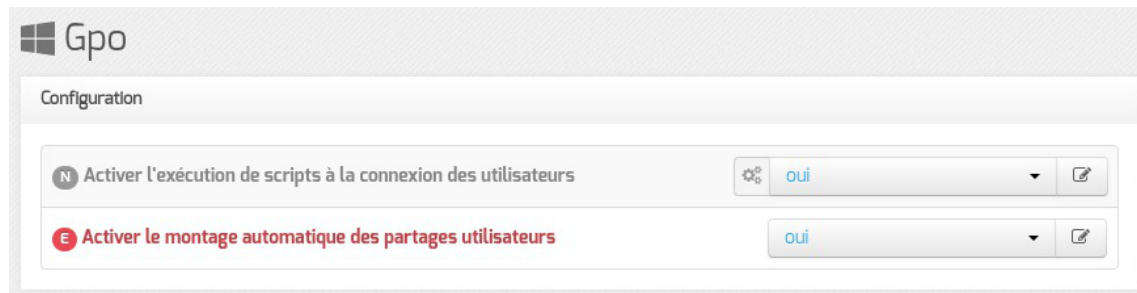 Gpo
Configuration
N Activer l'exécution de scripts à la connexion des utilisateurs oui
E Activer le montage automatique des partages utilisateurs oui